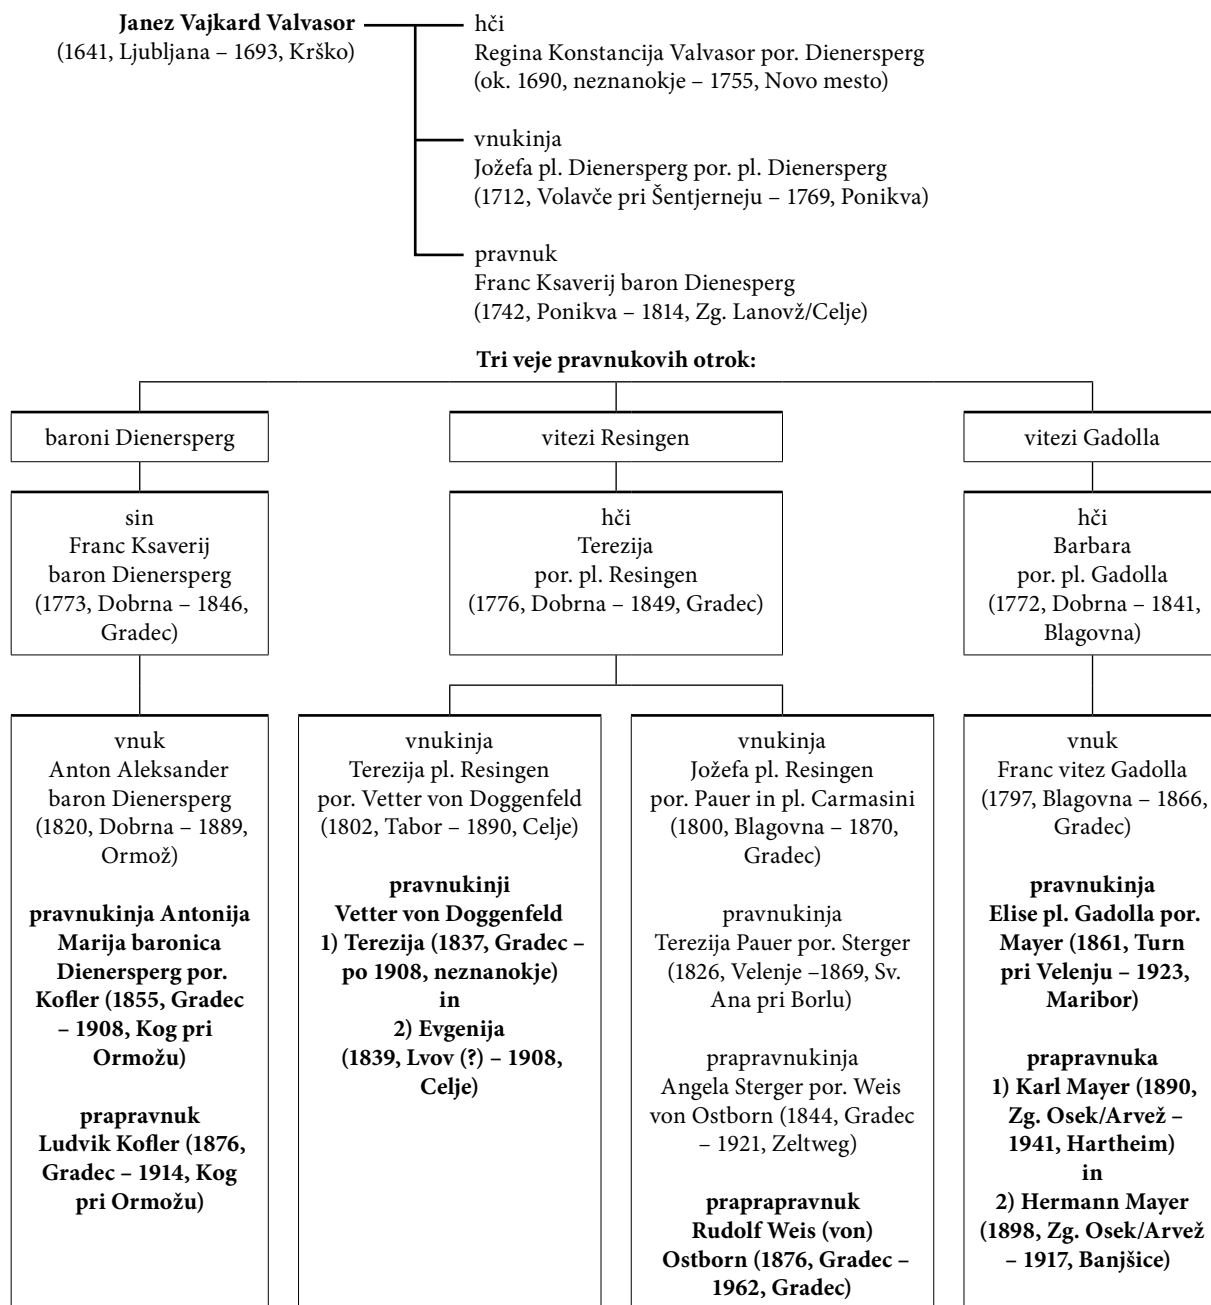 Janez Vajkard Valvasor
(1641, Ljubljana – 1693, Krško)
hči
Regina Konstancija Valvasor por. Dienersperg
(ok. 1690, neznanokje – 1755, Novo mesto)
vnukinja
Jožefa pl. Dienersperg por. pl. Dienersperg
(1712, Volavče pri Šentjerneju – 1769, Ponikva)
pravnuk
Franc Ksaverij baron Dienesperg
(1742, Ponikva – 1814, Zg. Lanovž/Celje)
Tri veje pravnukovih otrok:
baroni Dienersperg
vitezi Resingen
vitezi Gadolla
sin
Franc Ksaverij
baron Dienersperg
(1773, Dobrna – 1846,
Gradec)
hči
Terezija
por. pl. Resingen
(1776, Dobrna – 1849, Gradec)
hči
Barbara
por. pl. Gadolla
(1772, Dobrna – 1841,
Blagovna)
vnuk
Anton Aleksander
baron Dienersperg
(1820, Dobrna – 1889,
Ormož)
pravnukinja Antonija
Marija baronica
Dienersperg por.
Kofler (1855, Gradec
– 1908, Kog pri
Ormožu)
prapravnuk
Ludvik Kofler (1876,
Gradec – 1914, Kog
pri Ormožu)
vnukinja
Terezija pl. Resingen
por. Vetter von Doggenfeld
(1802, Tabor – 1890, Celje)
pravnukinji
Vetter von Doggenfeld
1) Terezija (1837, Gradec –
po 1908, neznanokje)
in
2) Evgenija
(1839, Lvov (?) – 1908,
Celje)
vnukinja
Jožefa pl. Resingen
por. Pauer in pl. Carmasini
(1800, Blagovna – 1870,
Gradec)
pravnukinja
Terezija Pauer por. Sterger
(1826, Velenje –1869, Sv.
Ana pri Borlu)
prapravnukinja
Angela Sterger por. Weis
von Ostborn (1844, Gradec
– 1921, Zeltweg)
praprapravnuk
Rudolf Weis (von)
Ostborn (1876, Gradec –
1962, Gradec)
vnuk
Franc vitez Gadolla
(1797, Blagovna – 1866,
Gradec)
pravnukinja
Elise pl. Gadolla por.
Mayer (1861, Turn
pri Velenju – 1923,
Maribor)
prapravnuka
1) Karl Mayer (1890,
Zg. Osek/Arvež –
1941, Hartheim)
in
2) Hermann Mayer
(1898, Zg. Osek/Arvež
– 1917, Banjšice)